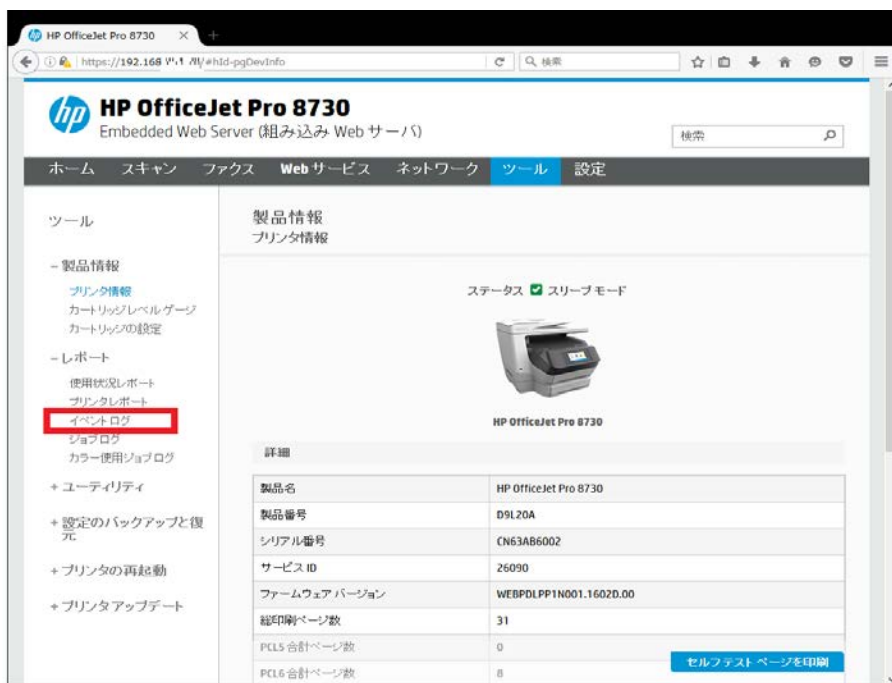 HP OfficeJet Pro 8730
https://192.168
#hId-pgDevInfo
検索
hp
HP OfficeJet Pro 8730
Embedded Web Server (組み込み Web サーバ)
検索
ホーム スキャン ファクス Web サービス ネットワーク ツール 設定
ツール
製品情報
プリンタ情報
- 製品情報
プリンタ情報
カートリッジレベル ゲージ
カートリッジの設定
- レポート
使用状況レポート
プリンタレポート
イベントログ
ジョブログ
カラー使用ジョブ ログ
+ ユーティリティ
+ 設定のバックアップと復
元
+ プリンタの再起動
+ プリンタ アップデート
ステータス スリープ モード
HP OfficeJet Pro 8730
詳細
製品名 HP OfficeJet Pro 8730
製品番号 D9L20A
シリアル番号 CN63AB6002
サービス ID 26090
ファームウェア バージョン WEBPDLPP1N001.1602D.00
総印刷ページ数 31
PCL5 合計ページ数 0
PCL6 合計ページ数 8
セルフテスト ページを印刷